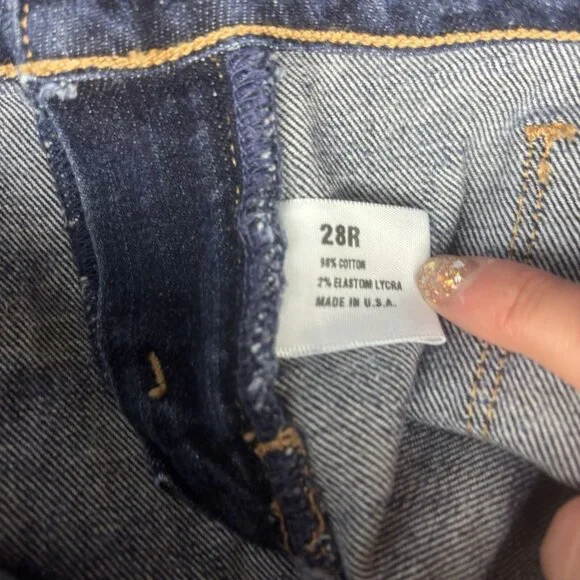 28R
98% COTTON
2% ELASTOM LYCRA
MADE IN U.S.A.